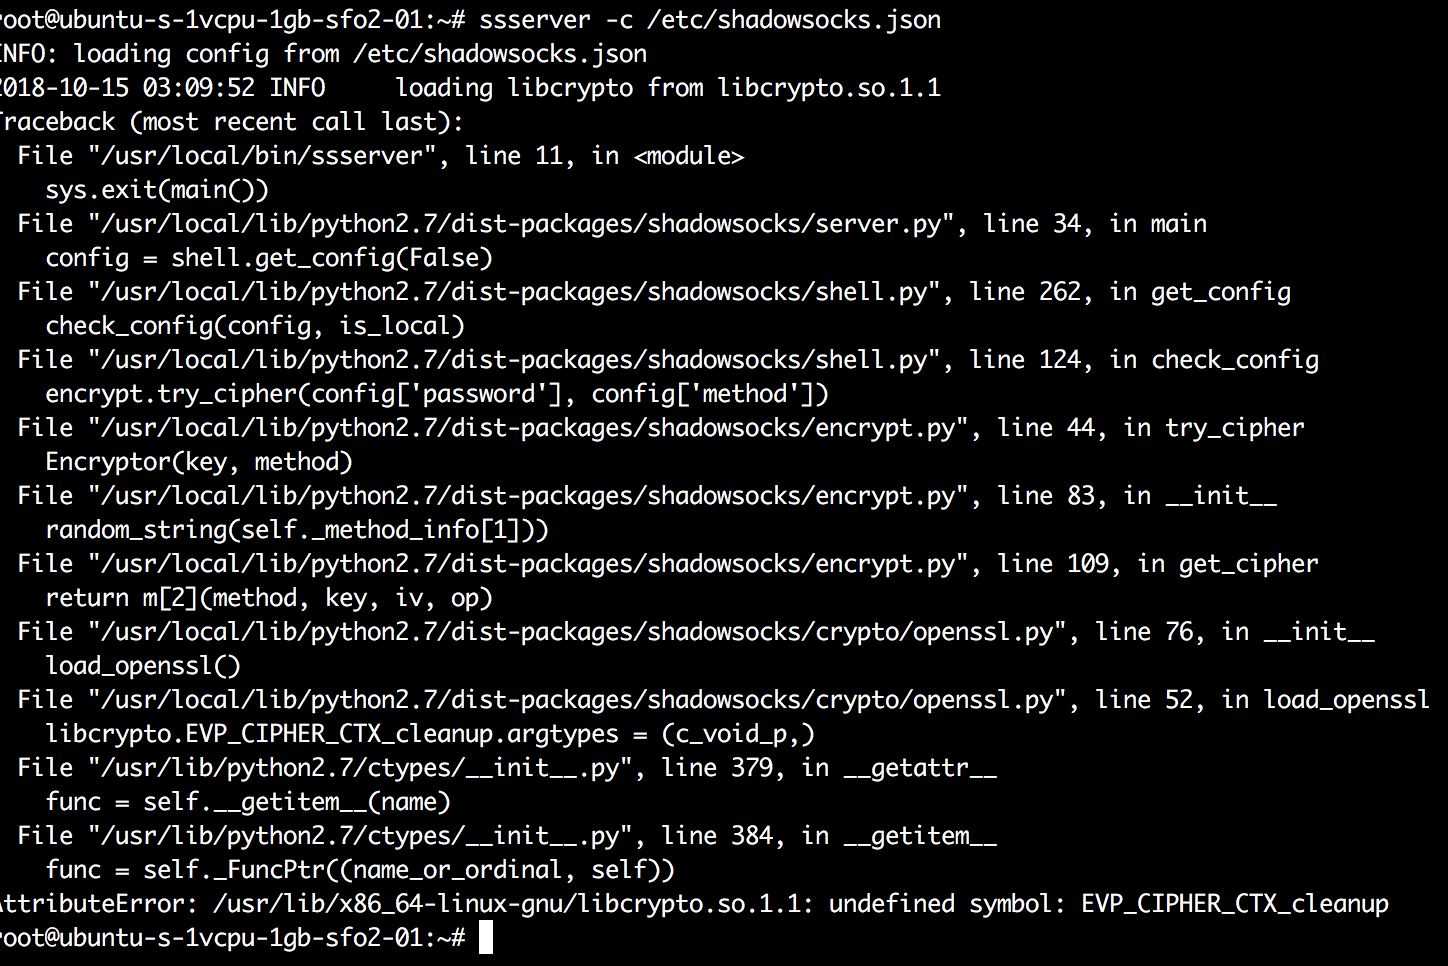 root@ubuntu-s-1vcpu-1gb-sfo2-01:~# ssserver -c /etc/shadowsocks.json
INFO: loading config from /etc/shadowsocks.json
2018-10-15 03:09:52 INFO     loading libcrypto from libcrypto.so.1.1
Traceback (most recent call last):
  File "/usr/local/bin/ssserver", line 11, in <module>
    sys.exit(main())
  File "/usr/local/lib/python2.7/dist-packages/shadowsocks/server.py", line 34, in main
    config = shell.get_config(False)
  File "/usr/local/lib/python2.7/dist-packages/shadowsocks/shell.py", line 262, in get_config
    check_config(config, is_local)
  File "/usr/local/lib/python2.7/dist-packages/shadowsocks/shell.py", line 124, in check_config
    encrypt.try_cipher(config['password'], config['method'])
  File "/usr/local/lib/python2.7/dist-packages/shadowsocks/encrypt.py", line 44, in try_cipher
    Encryptor(key, method)
  File "/usr/local/lib/python2.7/dist-packages/shadowsocks/encrypt.py", line 83, in __init__
    random_string(self._method_info[1]))
  File "/usr/local/lib/python2.7/dist-packages/shadowsocks/encrypt.py", line 109, in get_cipher
    return m[2](method, key, iv, op)
  File "/usr/local/lib/python2.7/dist-packages/shadowsocks/crypto/openssl.py", line 76, in __init__
    load_openssl()
  File "/usr/local/lib/python2.7/dist-packages/shadowsocks/crypto/openssl.py", line 52, in load_openssl
    libcrypto.EVP_CIPHER_CTX_cleanup.argtypes = (c_void_p,)
  File "/usr/lib/python2.7/ctypes/__init__.py", line 379, in __getattr__
    func = self.__getitem__(name)
  File "/usr/lib/python2.7/ctypes/__init__.py", line 384, in __getitem__
    func = self._FuncPtr((name_or_ordinal, self))
AttributeError: /usr/lib/x86_64-linux-gnu/libcrypto.so.1.1: undefined symbol: EVP_CIPHER_CTX_cleanup
root@ubuntu-s-1vcpu-1gb-sfo2-01:~#